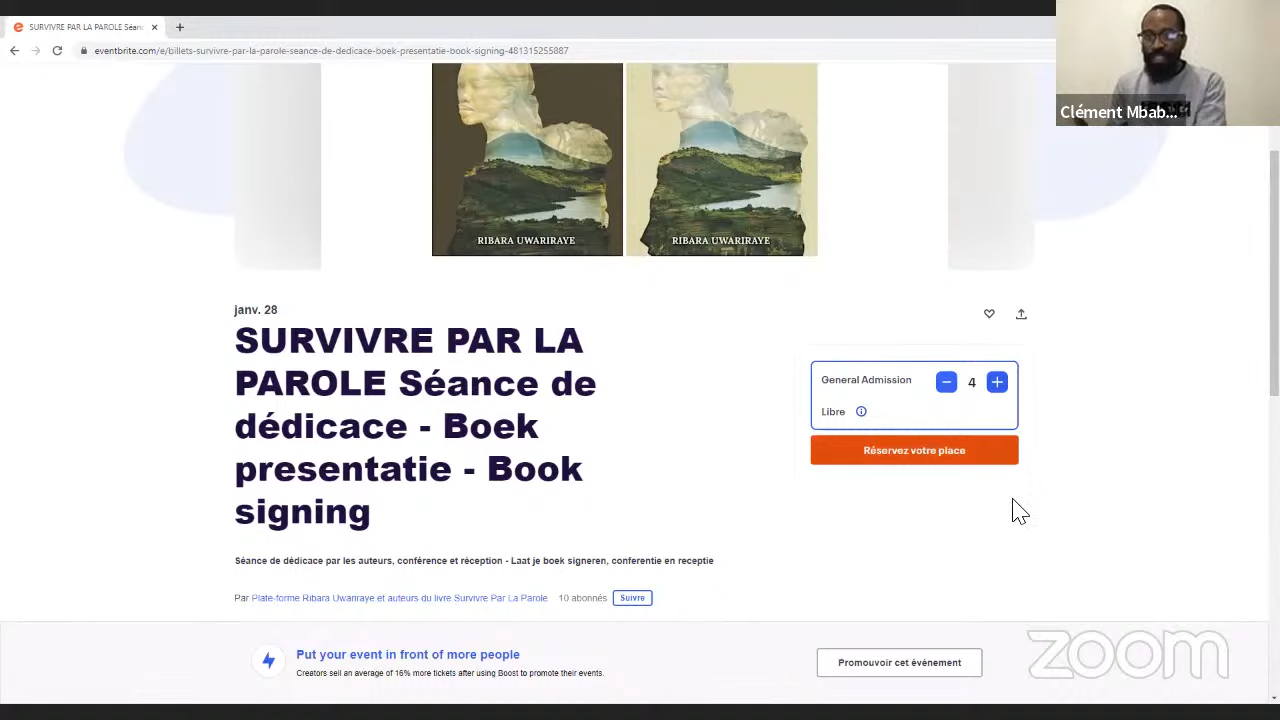 SURVIVRE PAR LA PAROLE Séanc
eventbrite.com/e/billets-survivre-par-la-parole-seance-de-dedicace-boek-presentatie-book-signing-481315255887
Clément Mbab...
RIBARA UWARIRAYE
RIBARA UWARIRAYE
janv. 28
SURVIVRE PAR LA
PAROLE Séance de
dédicace - Boek
presentatie - Book
signing
General Admission
4
Libre
Réservez votre place
Séance de dédicace par les auteurs, conférence et réception - Laat je boek signeren, conferentie en receptie
Par Plate-forme Ribara Uwariraye et auteurs du livre Survivre Par La Parole 10 abonnés Suivre
Put your event in front of more people
Creators sell an average of 16% more tickets after using Boost to promote their events.
Promouvoir cet événement
zoom